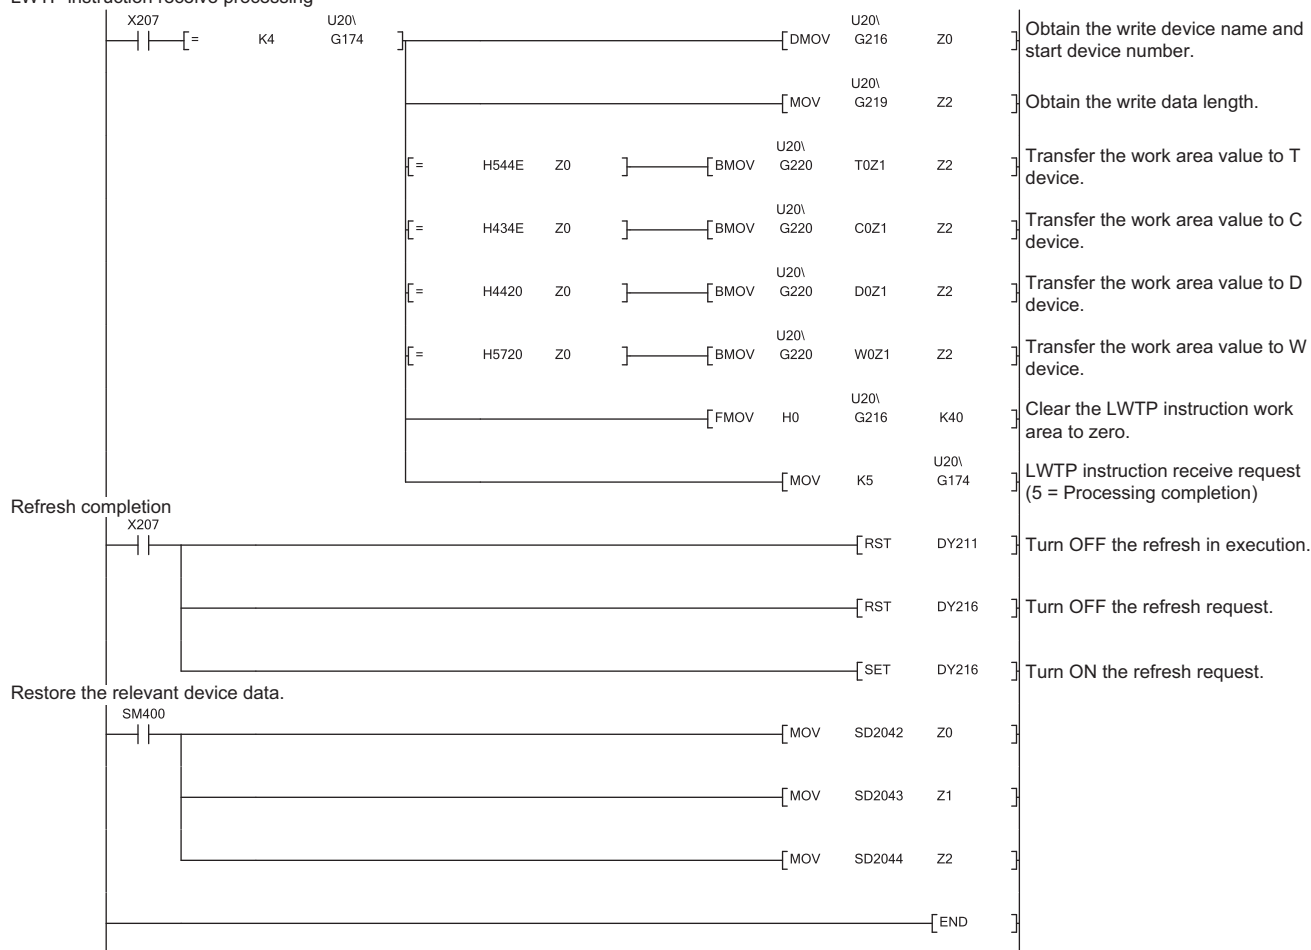 LWTP instruction receive processing
X207 U20\ U20\
[= K4 G174 ] [DMOV G216 Z0 ] Obtain the write device name and
start device number.
U20\
[MOV G219 Z2 ] Obtain the write data length.
U20\
[= H544E Z0 ] [BMOV G220 T0Z1 Z2 ] Transfer the work area value to T
device.
U20\
[= H434E Z0 ] [BMOV G220 C0Z1 Z2 ] Transfer the work area value to C
device.
U20\
[= H4420 Z0 ] [BMOV G220 D0Z1 Z2 ] Transfer the work area value to D
device.
U20\
[= H5720 Z0 ] [BMOV G220 W0Z1 Z2 ] Transfer the work area value to W
device.
U20\
[FMOV H0 G216 K40 ] Clear the LWTP instruction work
area to zero.
U20\
[MOV K5 G174 ] LWTP instruction receive request
(5 = Processing completion)
Refresh completion
X207
[RST DY211 ] Turn OFF the refresh in execution.
[RST DY216 ] Turn OFF the refresh request.
[SET DY216 ] Turn ON the refresh request.
Restore the relevant device data.
SM400
[MOV SD2042 Z0 ]
[MOV SD2043 Z1 ]
[MOV SD2044 Z2 ]
[END ]